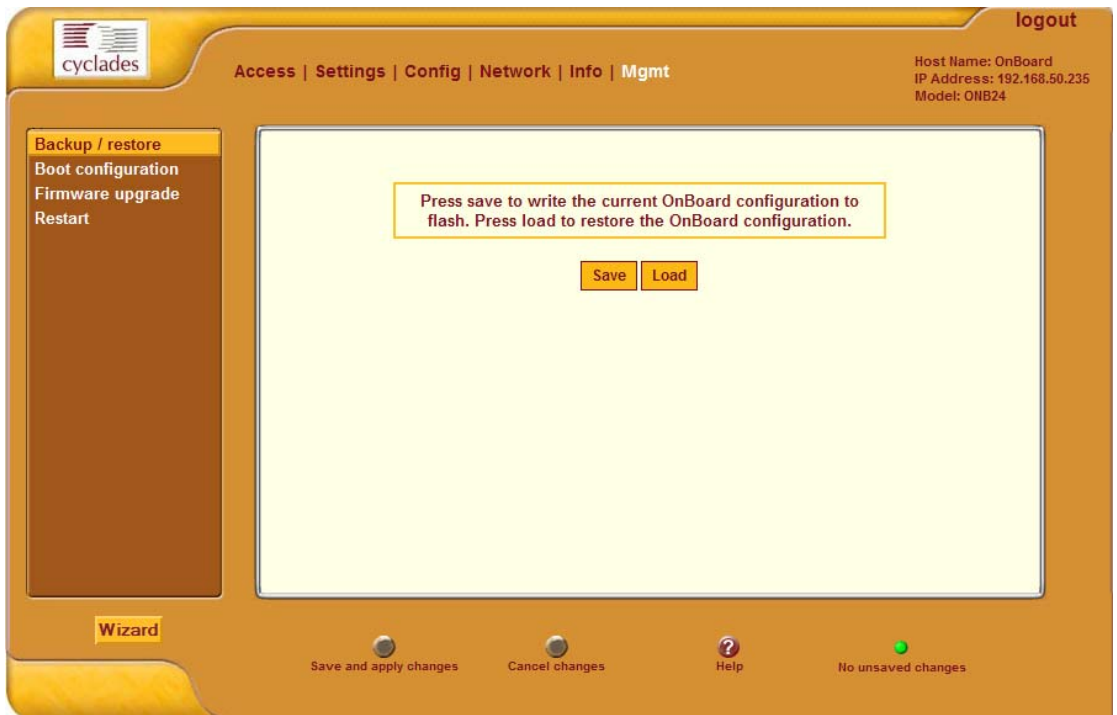 logout
cyclades
Access | Settings | Config | Network | Info | Mgmt
Host Name: OnBoard
IP Address: 192.168.50.235
Model: ONB24
Backup / restore
Boot configuration
Firmware upgrade
Restart
Press save to write the current OnBoard configuration to
flash. Press load to restore the OnBoard configuration.
Save Load
Wizard
Save and apply changes
Cancel changes
?
Help
No unsaved changes